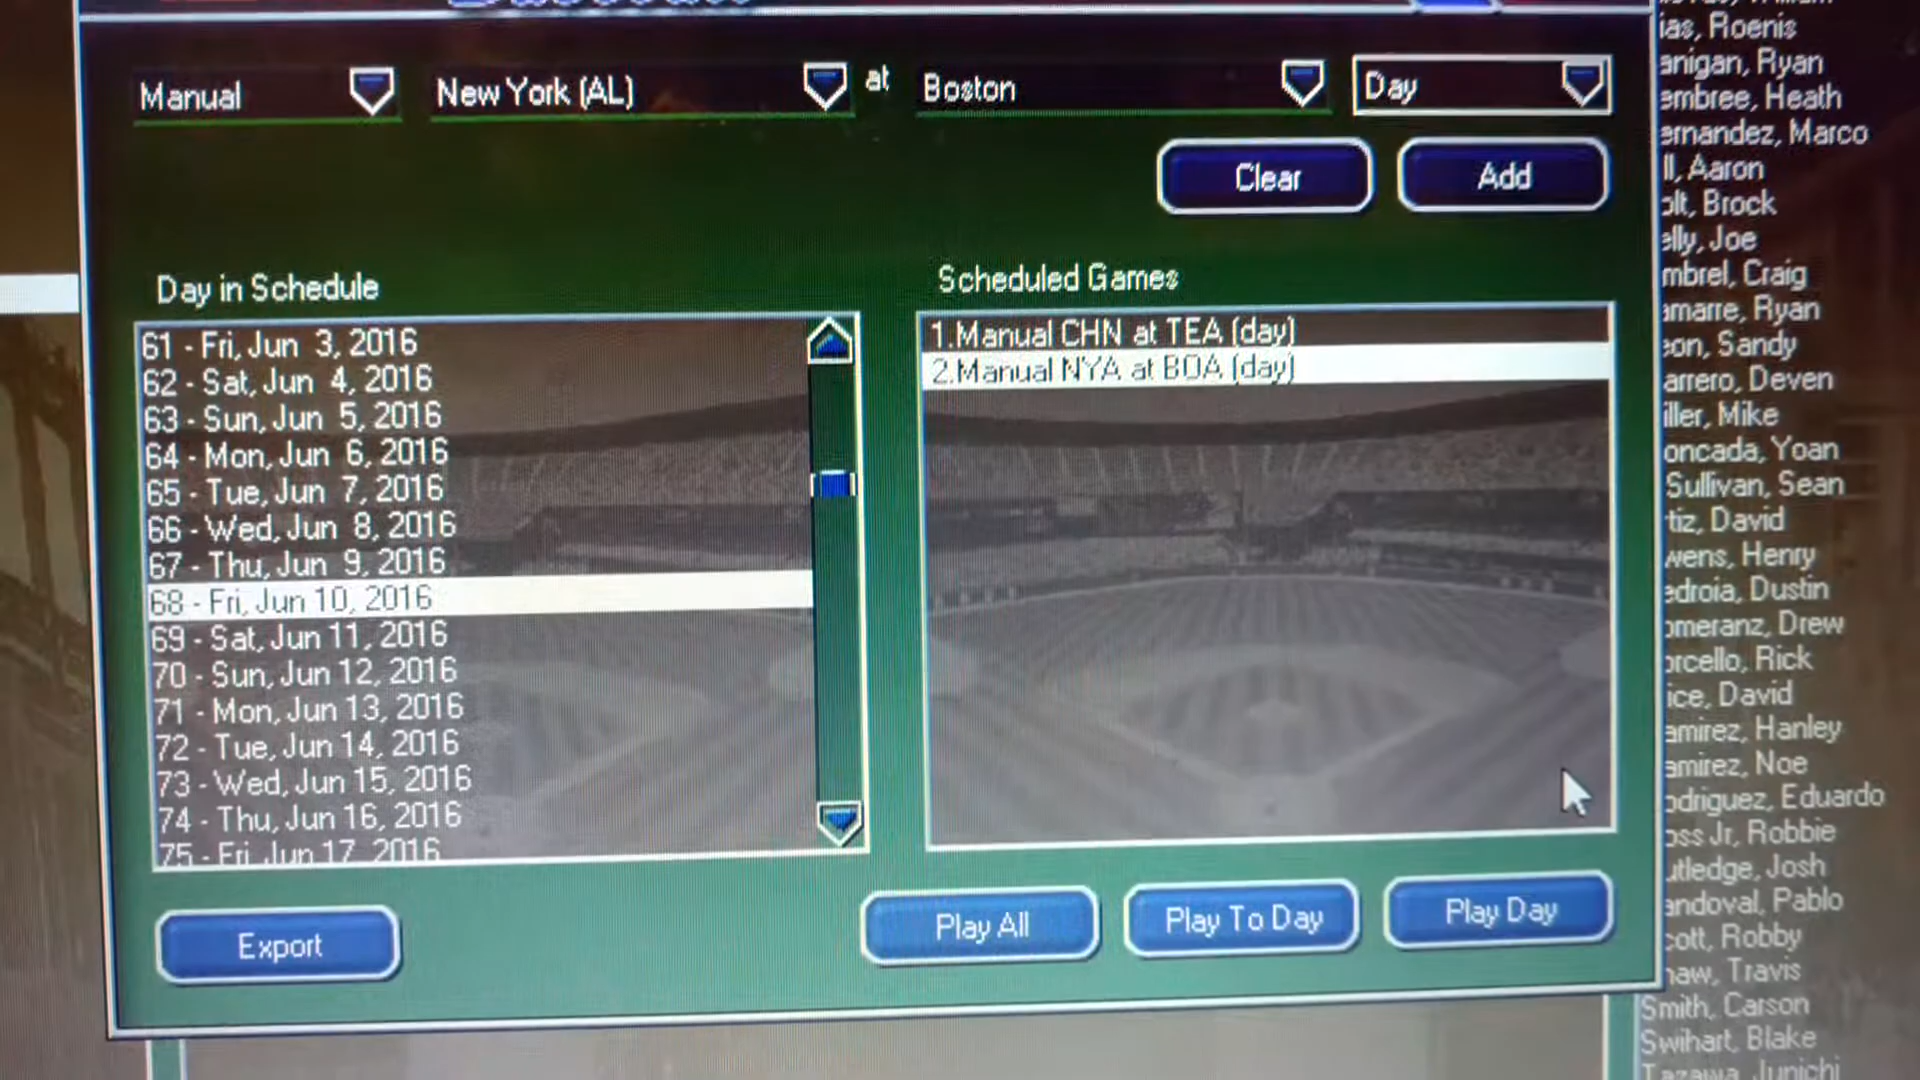 Manual New York (AL) at Boston Day
Clear Add
Day in Schedule
61 - Fri, Jun 3, 2016
62 - Sat, Jun 4, 2016
63 - Sun, Jun 5, 2016
64 - Mon, Jun 6, 2016
65 - Tue, Jun 7, 2016
66 - Wed, Jun 8, 2016
67 - Thu, Jun 9, 2016
68 - Fri, Jun 10, 2016
69 - Sat, Jun 11, 2016
70 - Sun, Jun 12, 2016
71 - Mon, Jun 13, 2016
72 - Tue, Jun 14, 2016
73 - Wed, Jun 15, 2016
74 - Thu, Jun 16, 2016
75 - Fri, Jun 17, 2016
Scheduled Games
1.Manual CHN at TEA (day)
2.Manual NYA at BOA (day)
Export Play All Play To Day Play Day
ias, Roenis
anigan, Ryan
embree, Heath
ernandez, Marco
ll, Aaron
olt, Brock
elly, Joe
mbrel, Craig
amarre, Ryan
eon, Sandy
arrero, Deven
iller, Mike
oncada, Yoan
Sullivan, Sean
rtiz, David
wens, Henry
edroia, Dustin
omeranz, Drew
orcello, Rick
ice, David
amirez, Hanley
amirez, Noe
odriguez, Eduardo
oss Jr, Robbie
utledge, Josh
andoval, Pablo
cott, Robby
haw, Travis
Smith, Carson
Swihart, Blake
Tazawa, Junichi